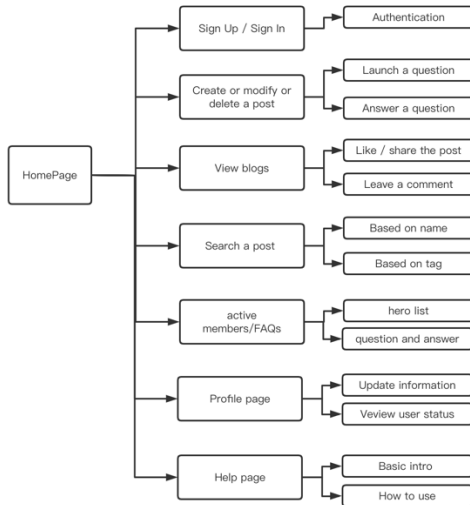 Sign Up / Sign In
Authentication
Create or modify or
delete a post
Launch a question
Answer a question
HomePage
View blogs
Like / share the post
Leave a comment
Search a post
Based on name
Based on tag
active
members/FAQs
hero list
question and answer
Profile page
Update information
Veview user status
Help page
Basic intro
How to use